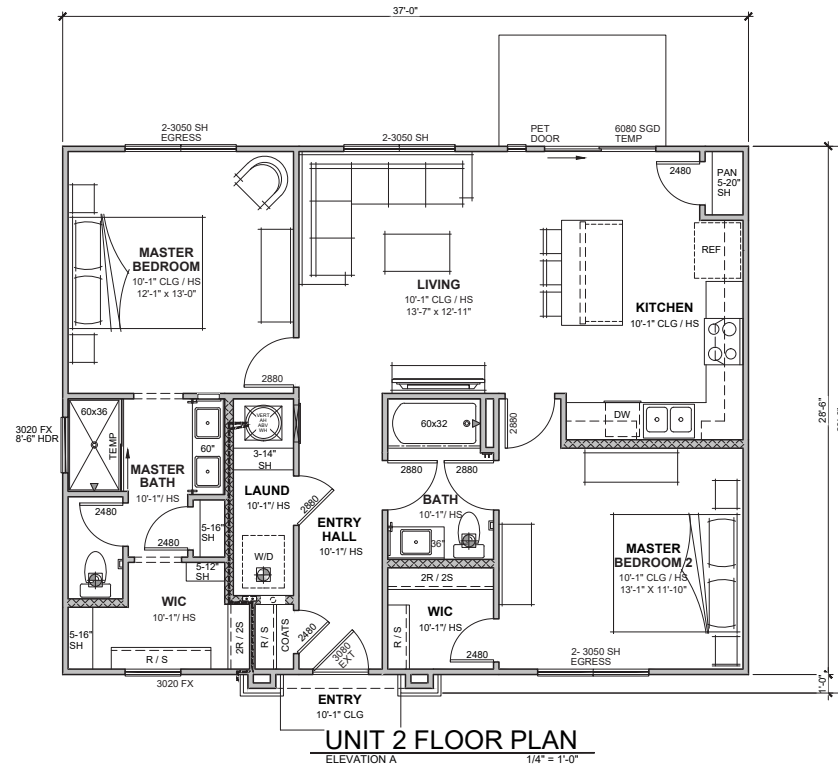 37'-0"
2-3050 SH
EGRESS
2-3050 SH
PET
DOOR
6080 SGD
TEMP
2480
PAN
5-20"
SH
REF
MASTER
BEDROOM
10'-1" CLG / HS
12'-1" x 13'-0"
LIVING
10'-1" CLG / HS
13'-7" x 12'-11"
KITCHEN
10'-1" CLG / HS
2880
28'-6"
3020 FX
8'-6" HDR
60x36
TEMP
60"
VERT
AH
ABV
WH
60x32
2880
DW
MASTER
BATH
10'-1"/ HS
3-14"
SH
2880
2880
LAUND
10'-1"/ HS
2880
BATH
10'-1"/ HS
2480
2480
5-16"
SH
ENTRY
HALL
10'-1"/ HS
36"
W/D
MASTER
BEDROOM 2
10'-1" CLG / HS
13'-1" X 11'-10"
5-12"
SH
2R / 2S
WIC
10'-1"/ HS
WIC
10'-1"/ HS
5-16"
SH
R / S
2R / 2S
R / S
COATS
2480
3080
EXT
R / S
2480
2- 3050 SH
EGRESS
3020 FX
1'-0"
ENTRY
10'-1" CLG
UNIT 2 FLOOR PLAN
ELEVATION A
1/4" = 1'-0"